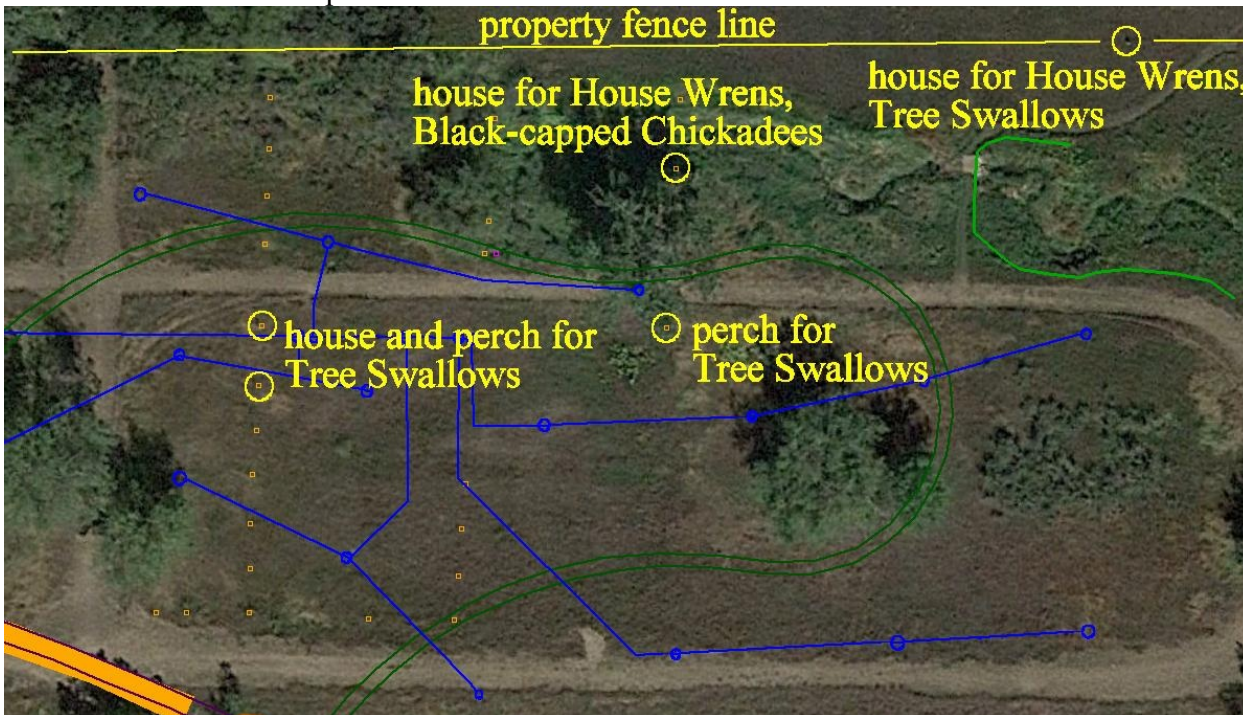 property fence line
house for House Wrens,
Black-capped Chickadees
house for House Wrens,
Tree Swallows
house and perch for
Tree Swallows
perch for
Tree Swallows